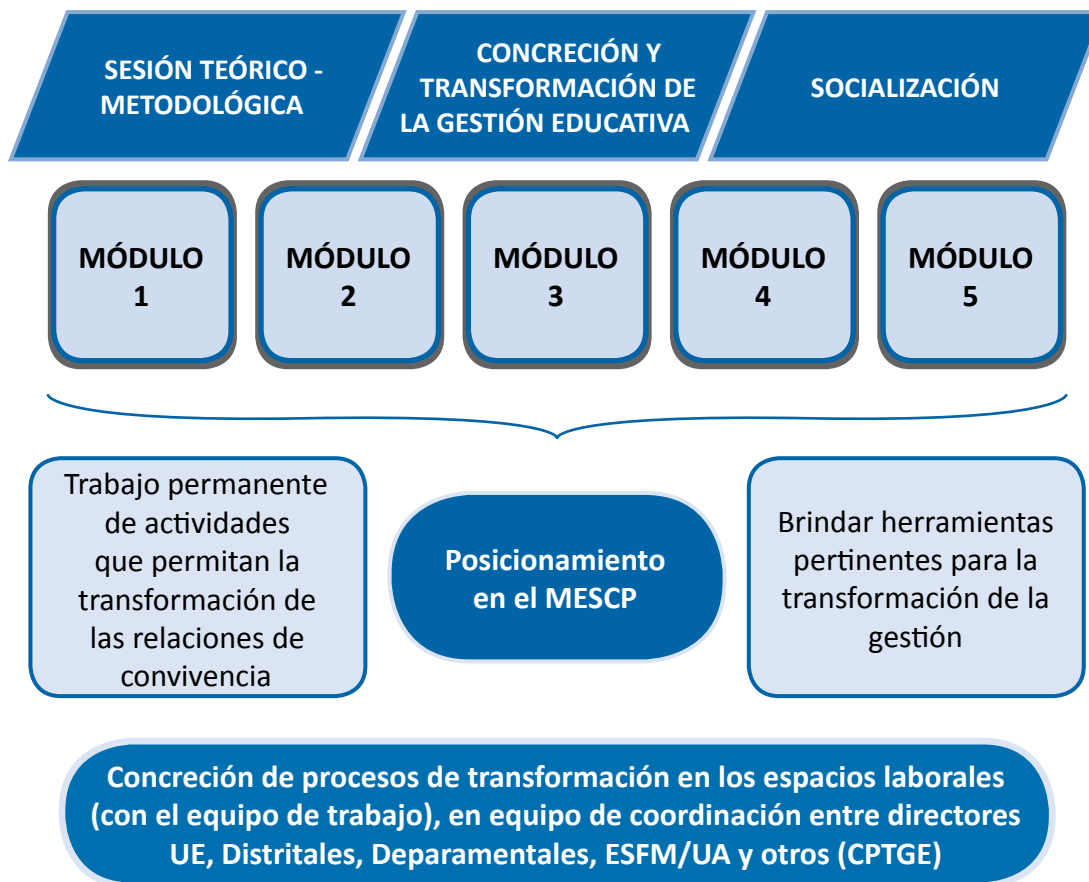 SESIÓN TEÓRICO -
METODOLÓGICA
CONCRECIÓN Y
TRANSFORMACIÓN DE
LA GESTIÓN EDUCATIVA
SOCIALIZACIÓN
MÓDULO
1
MÓDULO
2
MÓDULO
3
MÓDULO
4
MÓDULO
5
Trabajo permanente
de actividades
que permitan la
transformación de
las relaciones de
convivencia
Posicionamiento
en el MESCP
Brindar herramientas
pertinentes para la
transformación de la
gestión
Concreción de procesos de transformación en los espacios laborales
(con el equipo de trabajo), en equipo de coordinación entre directores
UE, Distritales, Deparamentales, ESFM/UA y otros (CPTGE)